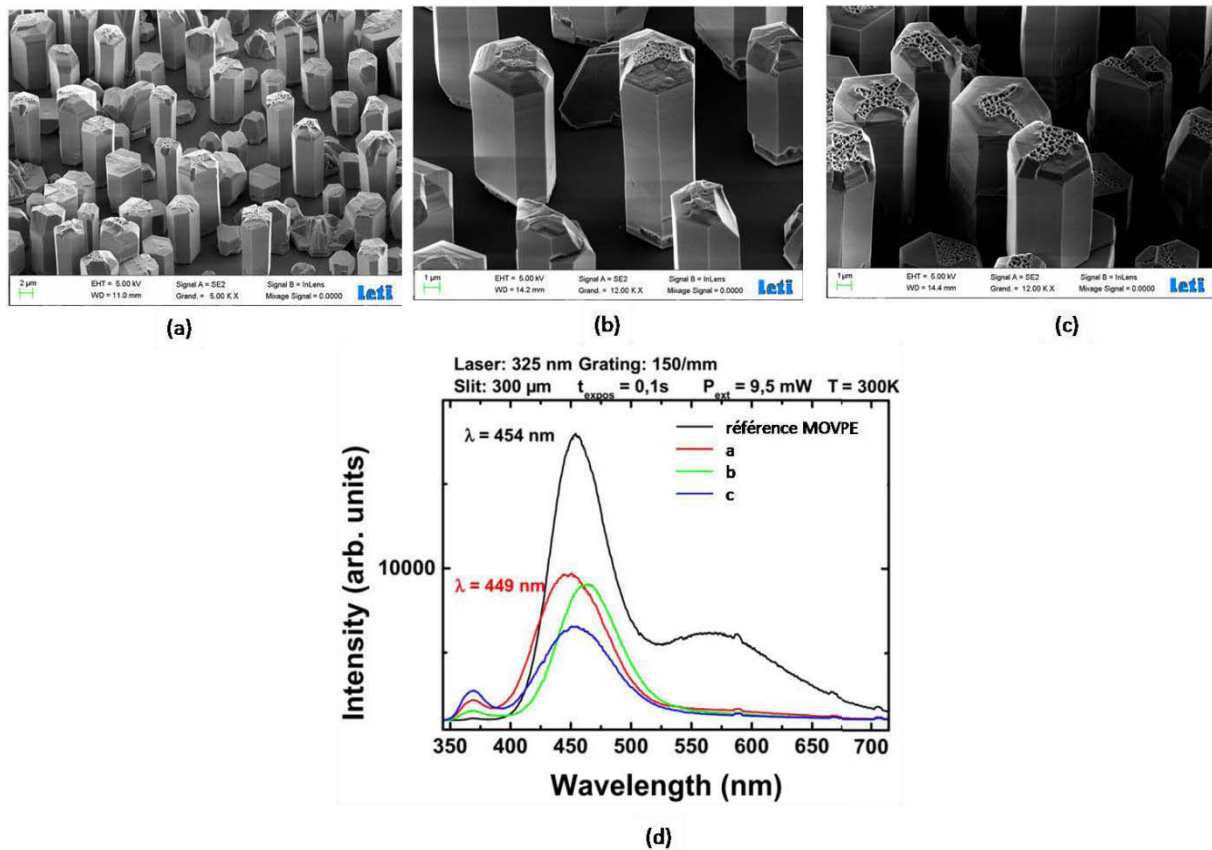 2 µm
EHT = 5.00 kV
WD = 11.0 mm
Signal A = SE2
Grand. = 5.00 K X
Signal B = InLens
Mixage Signal = 0.0000
leti
(a)
1 µm
EHT = 5.00 kV
WD = 14.2 mm
Signal A = SE2
Grand. = 12.00 K X
Signal B = InLens
Mixage Signal = 0.0000
leti
(b)
1 µm
EHT = 5.00 kV
WD = 14.4 mm
Signal A = SE2
Grand. = 12.00 K X
Signal B = InLens
Mixage Signal = 0.0000
leti
(c)
Laser: 325 nm Grating: 150/mm
Slit: 300 µm t_expos = 0,1s P_ext = 9,5 mW T = 300K
λ = 454 nm
référence MOVPE
a
b
c
10000
λ = 449 nm
Intensity (arb. units)
350 400 450 500 550 600 650 700
Wavelength (nm)
(d)